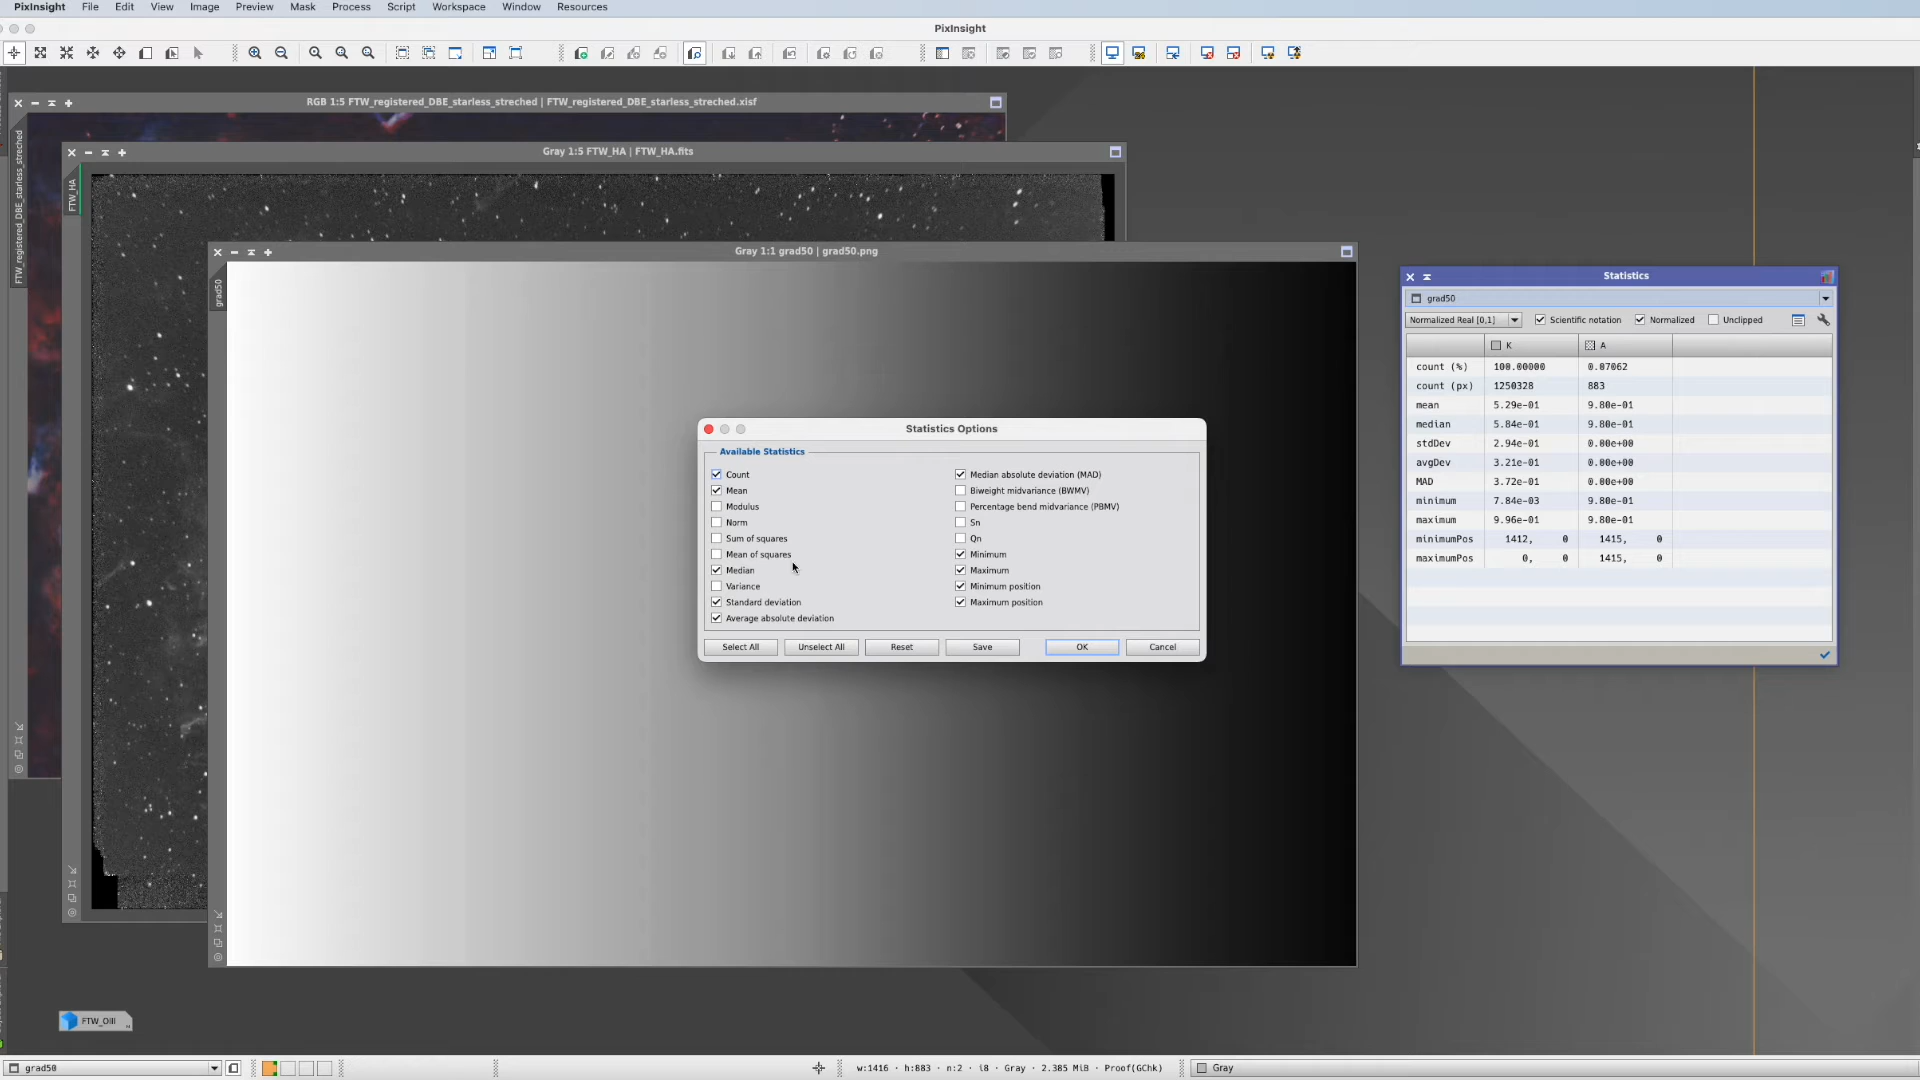 PixInsight File Edit View Image Preview Mask Process Script Workspace Window Resources
PixInsight
RGB 1:5 FTW_registered_DBE_starless_streched | FTW_registered_DBE_starless_streched.xisf
FTW_registered_DBE_starless_streched
Gray 1:5 FTW_HA | FTW_HA.fits
FTW_HA
Gray 1:1 grad50 | grad50.png
grad50
Statistics Options
Available Statistics
Count
Mean
Modulus
Norm
Sum of squares
Mean of squares
Median
Variance
Standard deviation
Average absolute deviation
Median absolute deviation (MAD)
Biweight midvariance (BWMV)
Percentage bend midvariance (PBMV)
Sn
Qn
Minimum
Maximum
Minimum position
Maximum position
Select All Unselect All Reset Save OK Cancel
Statistics
grad50
Normalized Real [0,1] Scientific notation Normalized Unclipped
K A
count (%) 100.00000 0.07062
count (px) 1250328 883
mean 5.29e-01 9.80e-01
median 5.84e-01 9.80e-01
stdDev 2.94e-01 0.00e+00
avgDev 3.21e-01 0.00e+00
MAD 3.72e-01 0.00e+00
minimum 7.84e-03 9.80e-01
maximum 9.96e-01 9.80e-01
minimumPos 1412, 0 1415, 0
maximumPos 0, 0 1415, 0
FTW_OIII
grad50
w:1416 · h:883 · n:2 · i8 · Gray · 2.385 MiB · Proof(GChk)
Gray